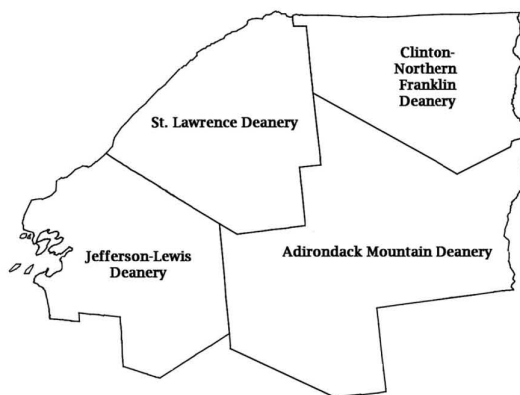 Clinton-
Northern
Franklin
Deanery
St. Lawrence Deanery
Jefferson-Lewis
Deanery
Adirondack Mountain Deanery